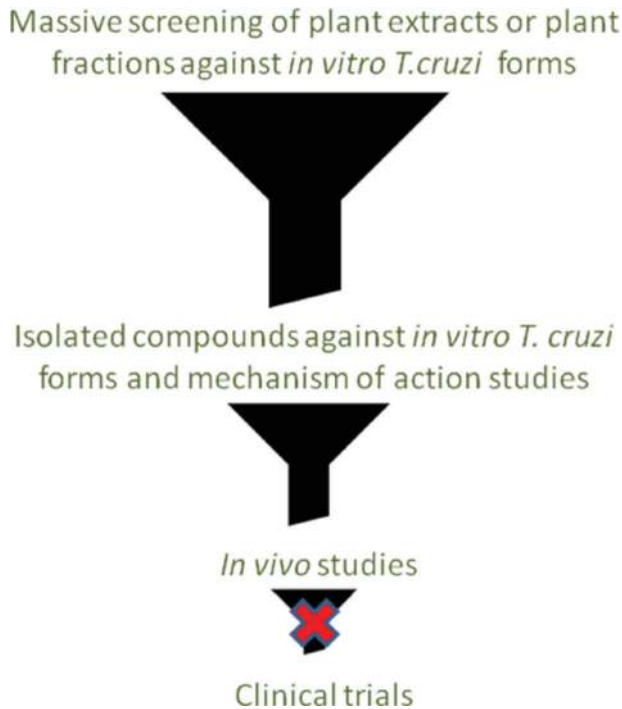 Massive screening of plant extracts or plant
fractions against in vitro T.cruzi forms
Isolated compounds against in vitro T. cruzi
forms and mechanism of action studies
In vivo studies
Clinical trials